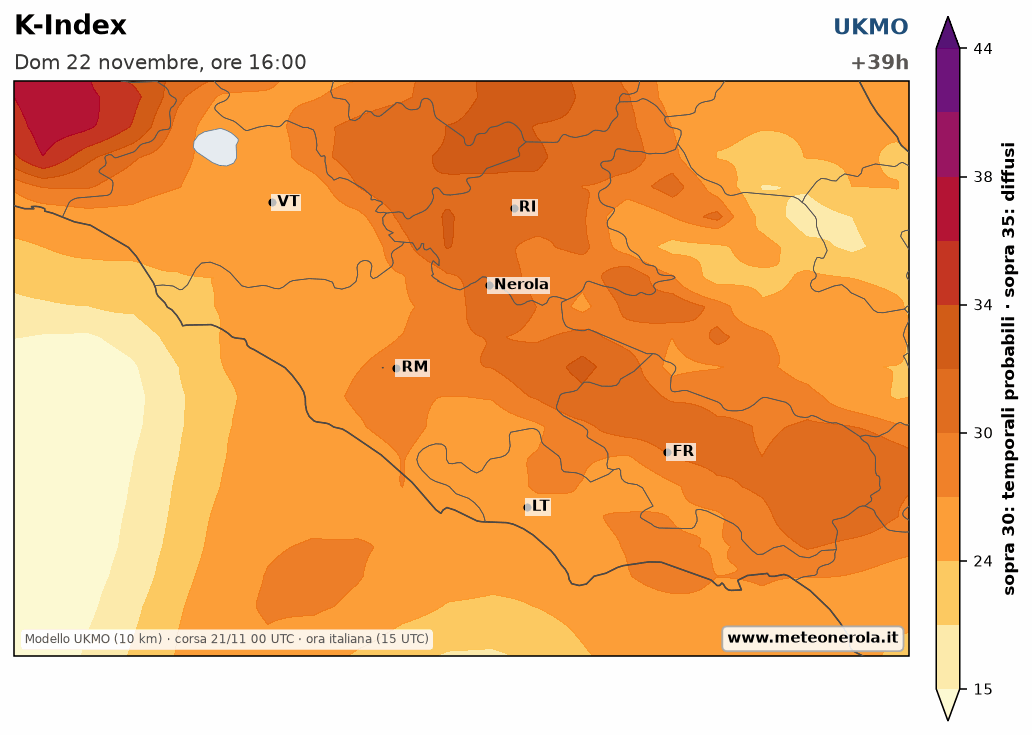 K-Index
UKMO
Dom 22 novembre, ore 16:00
+39h
44
38
34
30
24
15
sopra 30: temporali probabili · sopra 35: diffusi
VT
RI
Nerola
RM
FR
LT
Modello UKMO (10 km) · corsa 21/11 00 UTC · ora italiana (15 UTC)
www.meteonerola.it